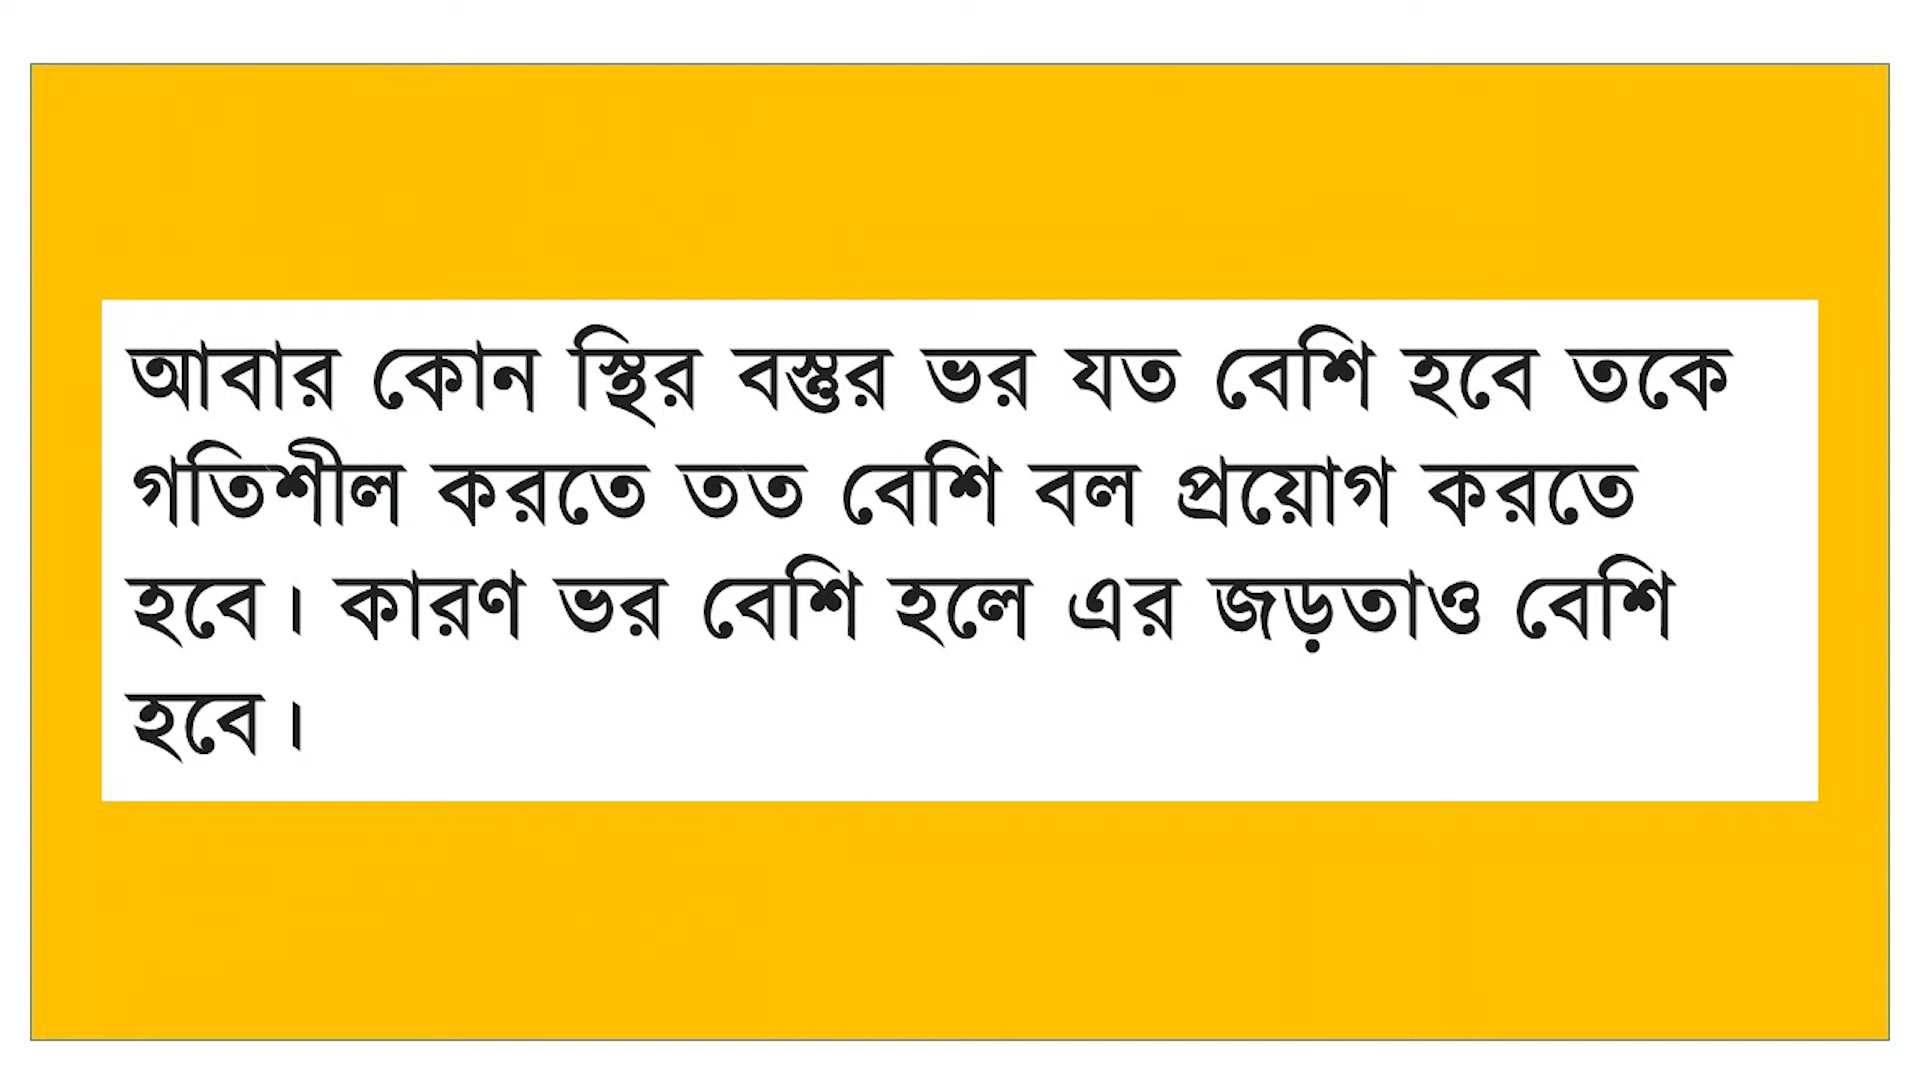 আবার কোন স্থির বস্তুর ভর যত বেশি হবে তকে
গতিশীল করতে তত বেশি বল প্রয়োগ করতে
হবে। কারণ ভর বেশি হলে এর জড়তাও বেশি
হবে।